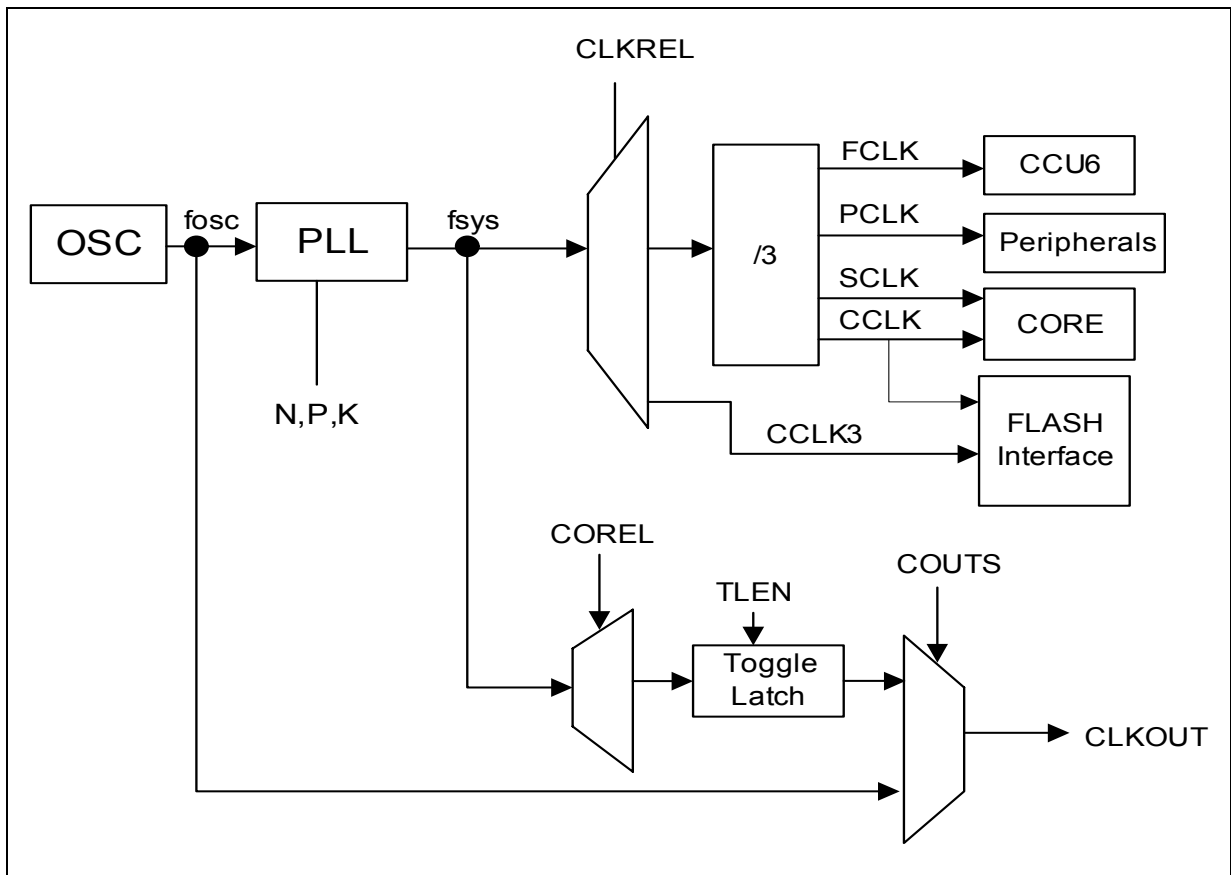 CLKREL
FCLK
CCU6
fosc
fsys
OSC
PLL
/3
PCLK
Peripherals
SCLK
CCLK
CORE
N,P,K
CCLK3
FLASH
Interface
COREL
TLEN
COUTS
Toggle
Latch
CLKOUT